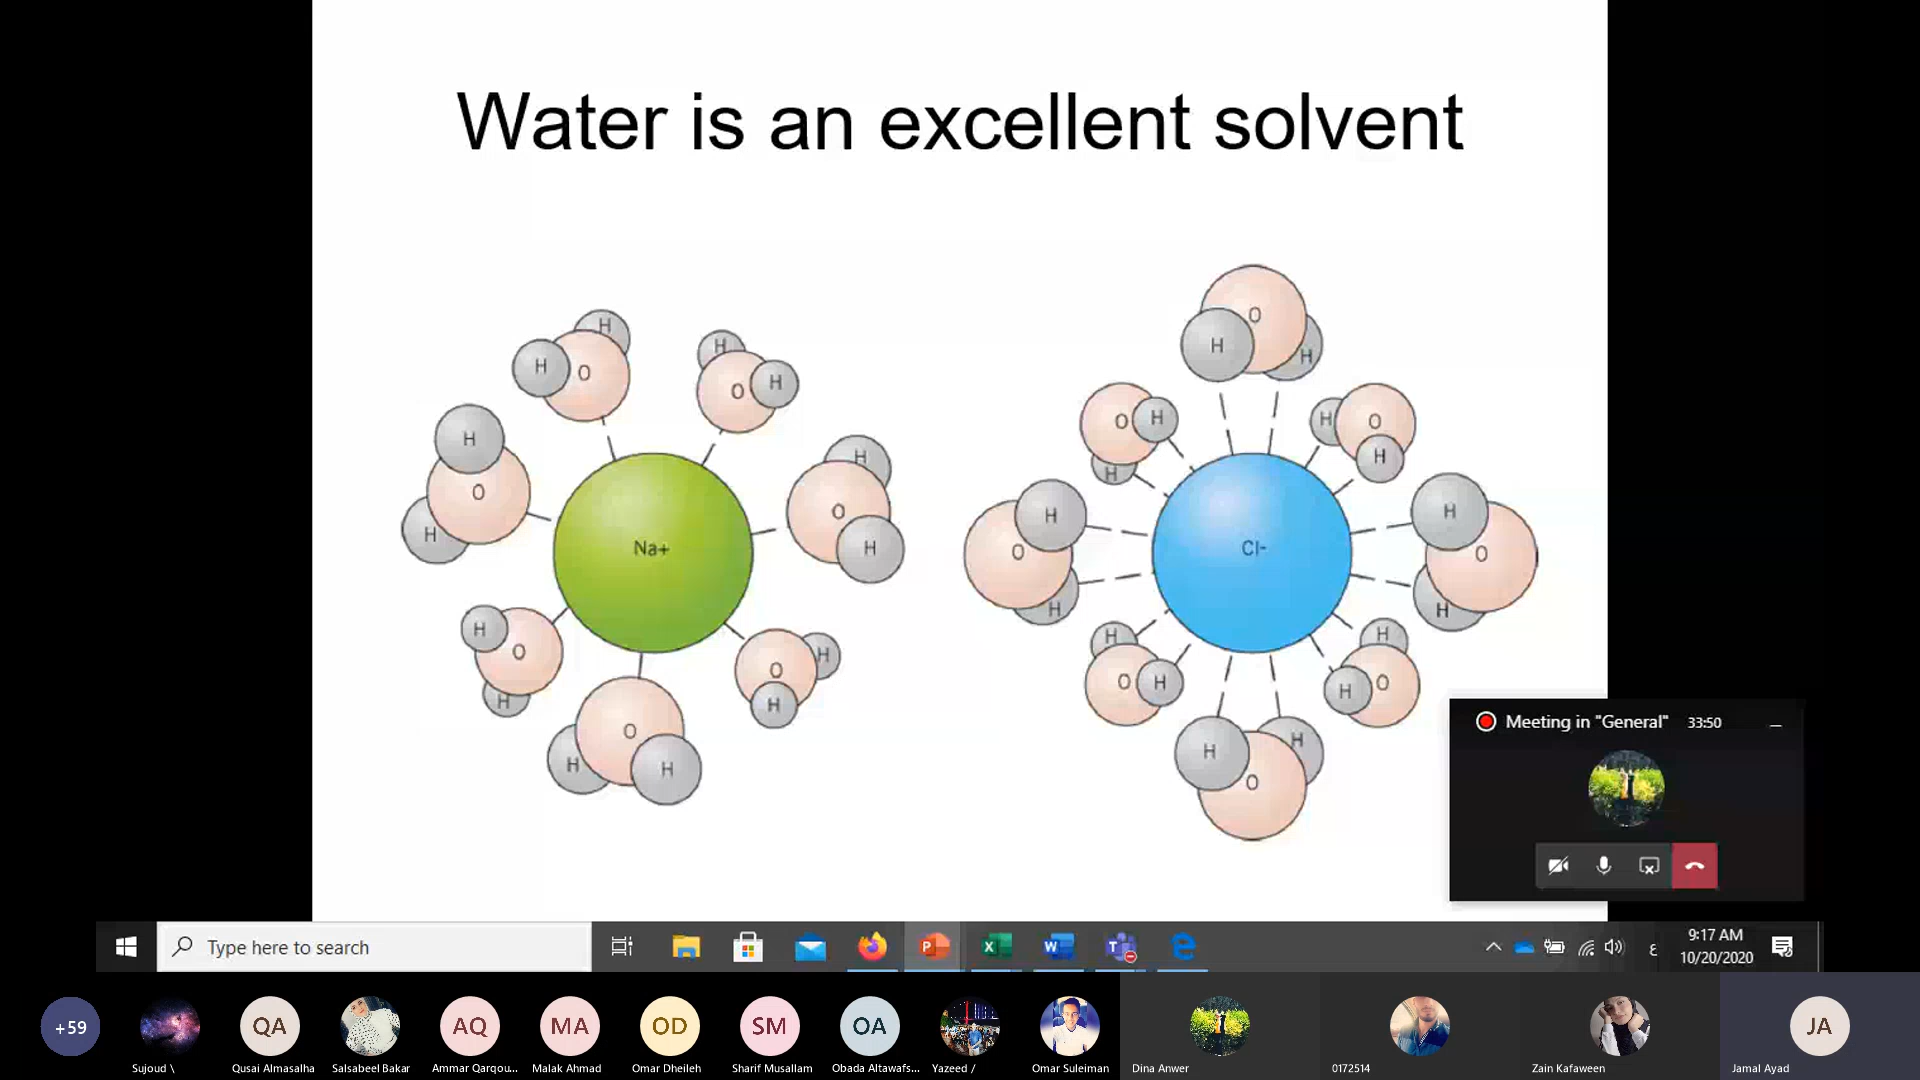 Water is an excellent solvent
H
H
O
H
O
H
H
O
H
H
O
H
Na+
H
O
H
H
O
H
H
O
H
O
H
H
O
H
H
H
O
H
H
O
H
O
H
H
O
H
Cl-
H
O
H
H
O
H
H
O
H
H
O
Meeting in "General"
33:50
Type here to search
P
X
W
T
ع
9:17 AM
10/20/2020
+59
QA
AQ
MA
OD
SM
OA
JA
Sujoud \
Qusai Almasalha
Salsabeel Bakar
Ammar Qarqou...
Malak Ahmad
Omar Dheileh
Sharif Musallam
Obada Altawafs...
Yazeed /
Omar Suleiman
Dina Anwer
0172514
Zain Kafaween
Jamal Ayad